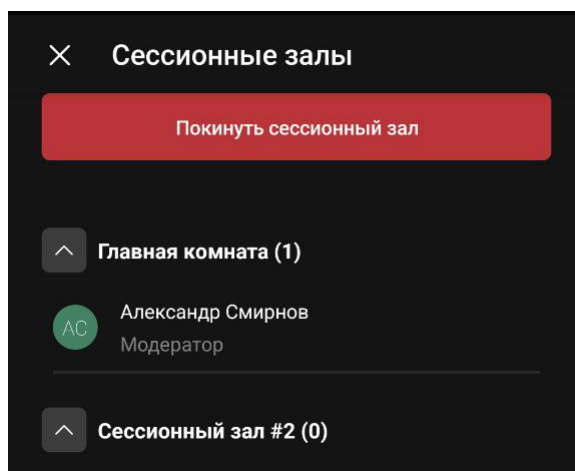 Сессионные залы
Покинуть сессионный зал
Главная комната (1)
АС
Александр Смирнов
Модератор
Сессионный зал #2 (0)